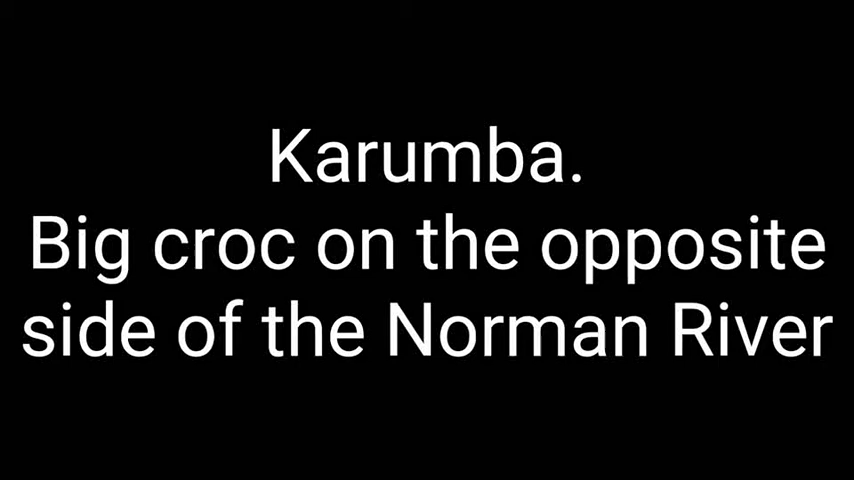 Karumba.
Big croc on the opposite
side of the Norman River